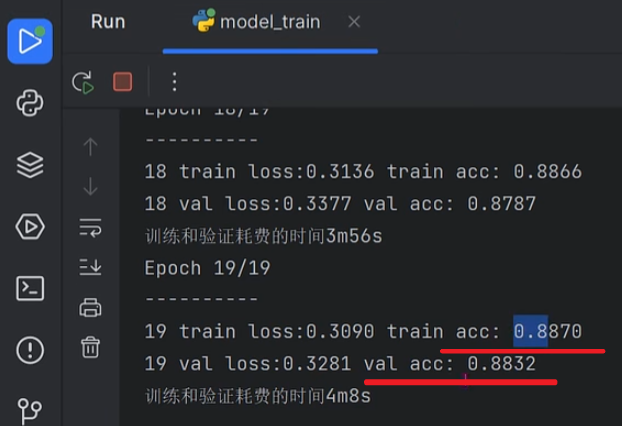 Run
model_train
Epoch 18/19
----------
18 train loss:0.3136 train acc: 0.8866
18 val loss:0.3377 val acc: 0.8787
训练和验证耗费的时间3m56s
Epoch 19/19
----------
19 train loss:0.3090 train acc: 0.8870
19 val loss:0.3281 val acc: 0.8832
训练和验证耗费的时间4m8s